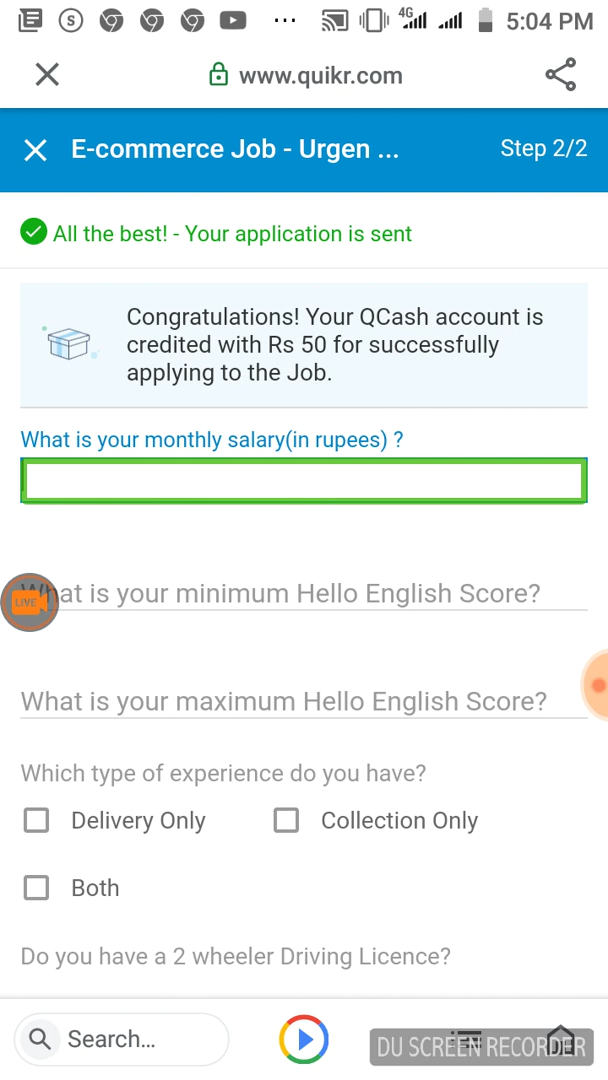 4G 5:04 PM
www.quikr.com
E-commerce Job - Urgen ... Step 2/2
All the best! - Your application is sent
Congratulations! Your QCash account is
credited with Rs 50 for successfully
applying to the Job.
What is your monthly salary(in rupees) ?
What is your minimum Hello English Score?
LIVE
What is your maximum Hello English Score?
Which type of experience do you have?
Delivery Only Collection Only
Both
Do you have a 2 wheeler Driving Licence?
Search...
DU SCREEN RECORDER